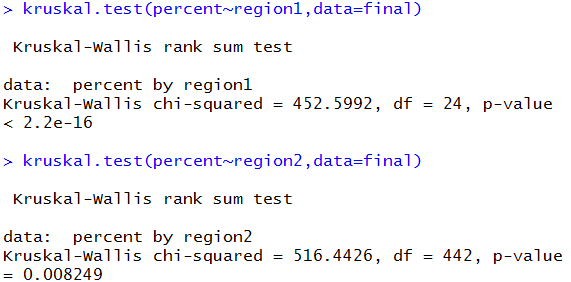 > kruskal.test(percent~region1,data=final)
Kruskal-Wallis rank sum test
data:  percent by region1
Kruskal-Wallis chi-squared = 452.5992, df = 24, p-value
< 2.2e-16
> kruskal.test(percent~region2,data=final)
Kruskal-Wallis rank sum test
data:  percent by region2
Kruskal-Wallis chi-squared = 516.4426, df = 442, p-value
= 0.008249